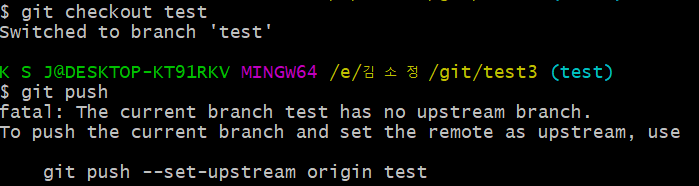 $ git checkout test
Switched to branch 'test'
K S J@DESKTOP-KT91RKV MINGW64 /e/김 소 정 /git/test3 (test)
$ git push
fatal: The current branch test has no upstream branch.
To push the current branch and set the remote as upstream, use
git push --set-upstream origin test